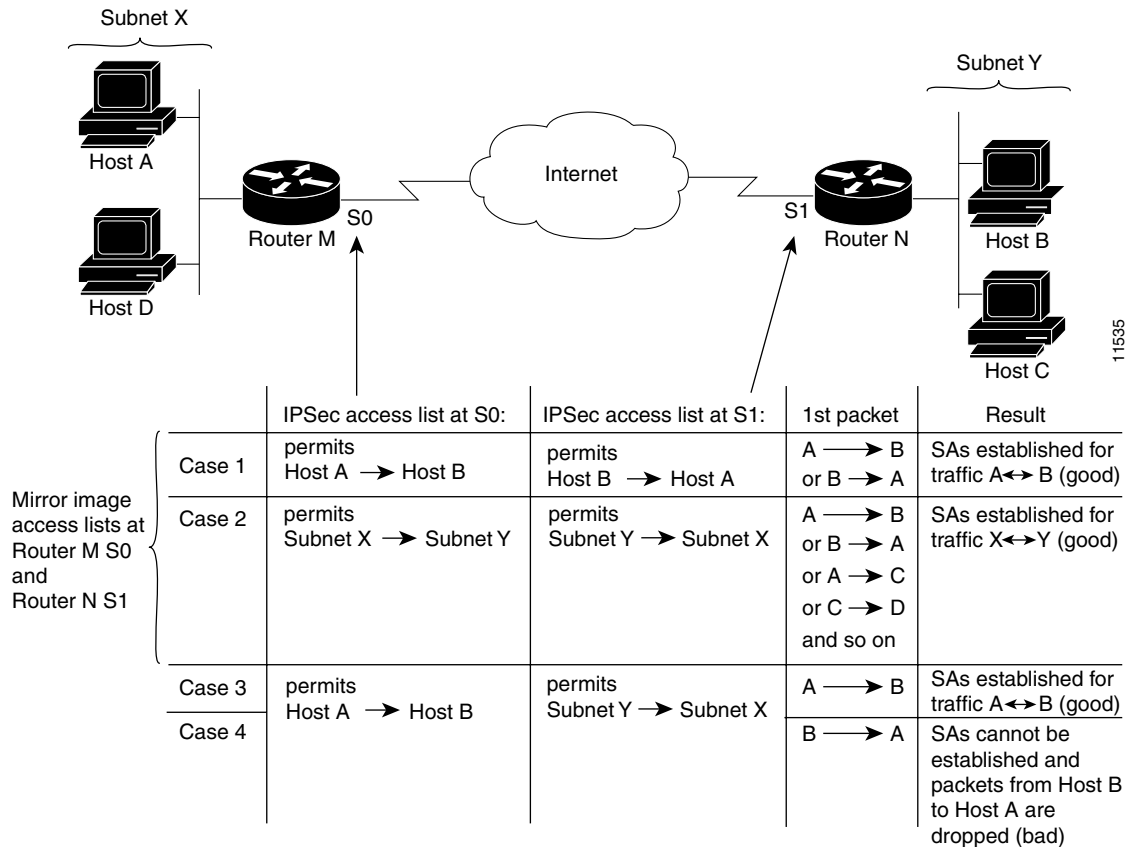 Subnet X
Subnet Y
Host A
Internet
S0
S1
Router M
Router N
Host B
Host D
Host C
11535
IPSec access list at S0:
IPSec access list at S1:
1st packet
Result
Mirror image
access lists at
Router M S0
and
Router N S1
Case 1
permits
Host A → Host B
permits
Host B → Host A
A → B
or B → A
SAs established for
traffic A↔B (good)
Case 2
permits
Subnet X → Subnet Y
permits
Subnet Y → Subnet X
A → B
or B → A
or A → C
or C → D
and so on
SAs established for
traffic X↔Y (good)
Case 3
permits
Host A → Host B
permits
Subnet Y → Subnet X
A → B
SAs established for
traffic A↔B (good)
Case 4
B → A
SAs cannot be
established and
packets from Host B
to Host A are
dropped (bad)